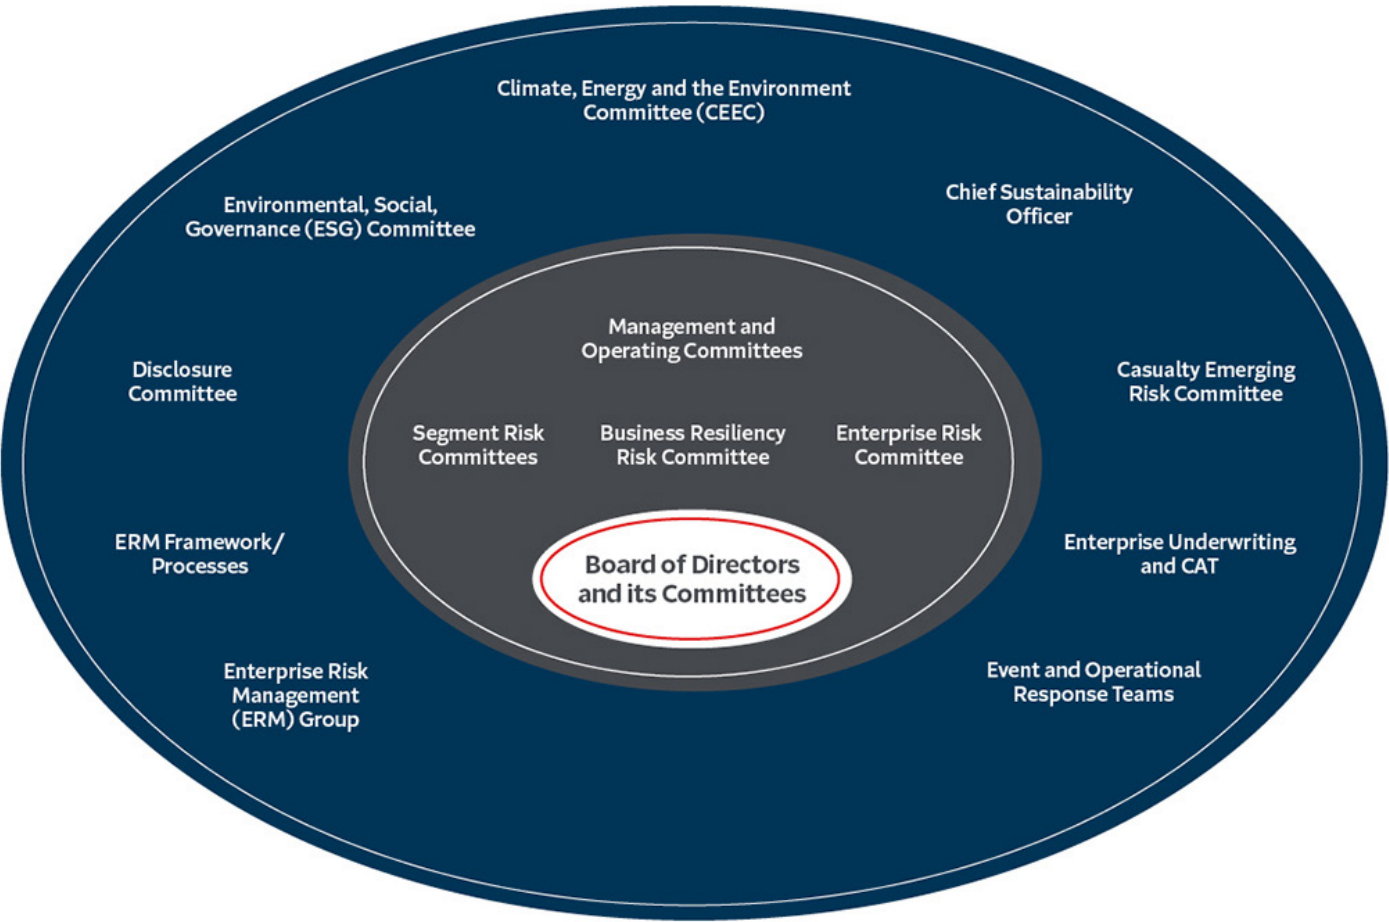 Climate, Energy and the Environment
Committee (CEEC)
Environmental, Social,
Governance (ESG) Committee
Chief Sustainability
Officer
Management and
Operating Committees
Disclosure
Committee
Casualty Emerging
Risk Committee
Segment Risk
Committees
Business Resiliency
Risk Committee
Enterprise Risk
Committee
ERM Framework/
Processes
Board of Directors
and its Committees
Enterprise Underwriting
and CAT
Enterprise Risk
Management
(ERM) Group
Event and Operational
Response Teams